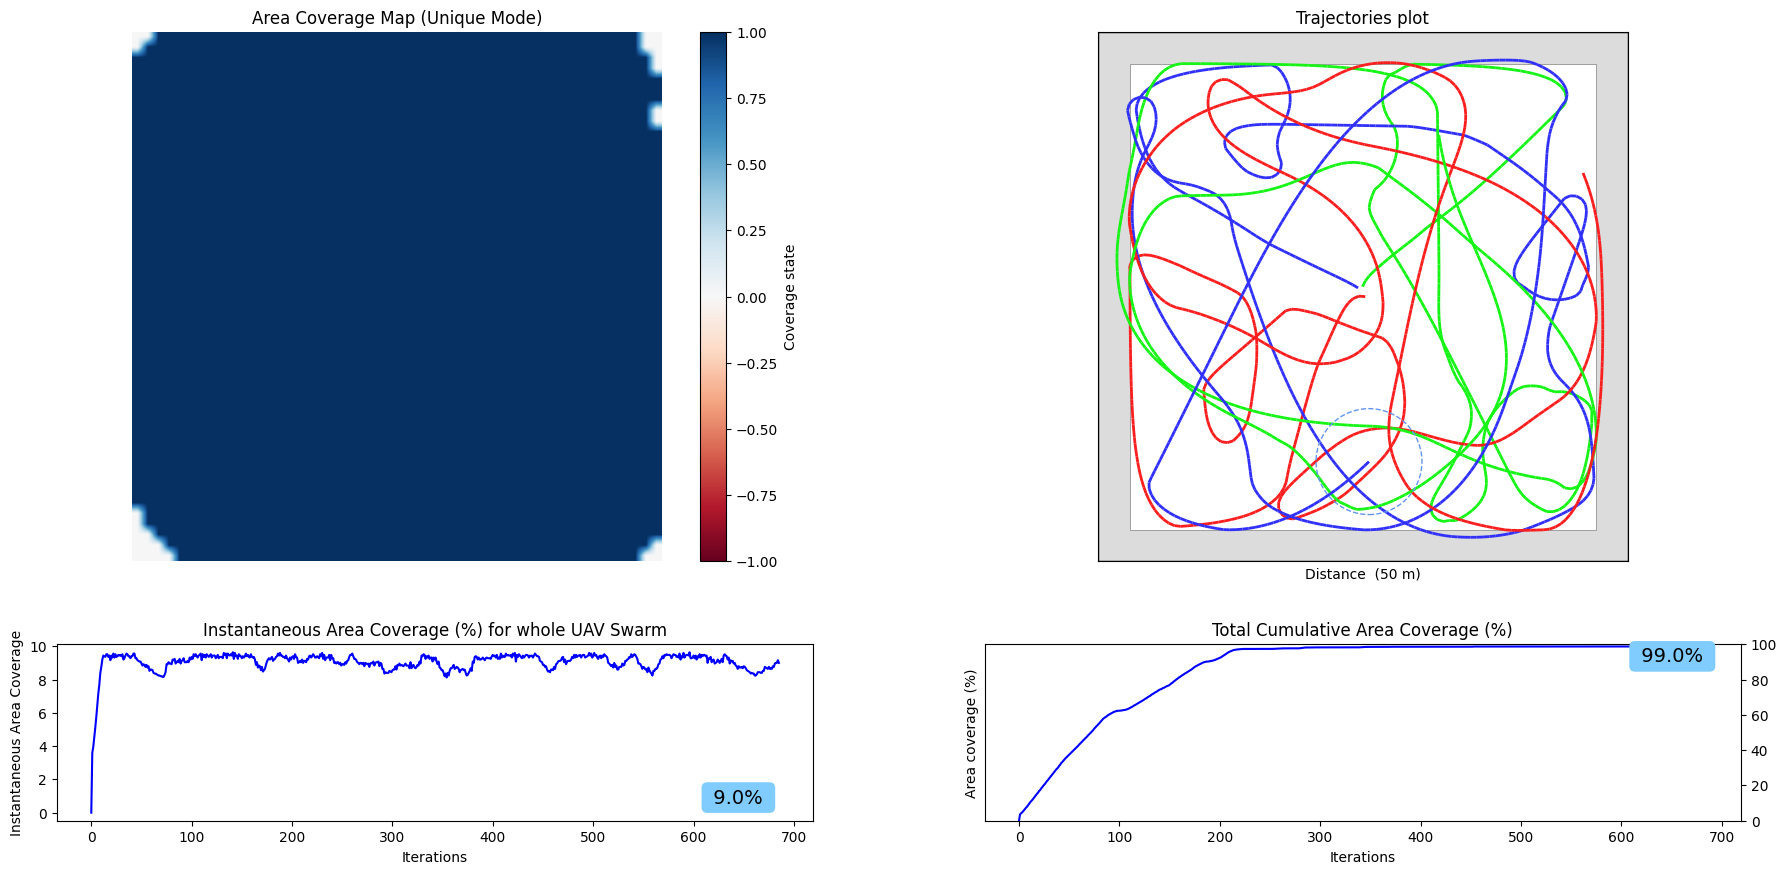 Area Coverage Map (Unique Mode)
1.00
0.75
0.50
0.25
0.00
−0.25
−0.50
−0.75
−1.00
Coverage state
Trajectories plot
Distance  (50 m)
Instantaneous Area Coverage (%) for whole UAV Swarm
Instantaneous Area Coverage
10
8
6
4
2
0
9.0%
0 100 200 300 400 500 600 700
Iterations
Total Cumulative Area Coverage (%)
Area coverage (%)
99.0%
100
80
60
40
20
0
0 100 200 300 400 500 600 700
Iterations